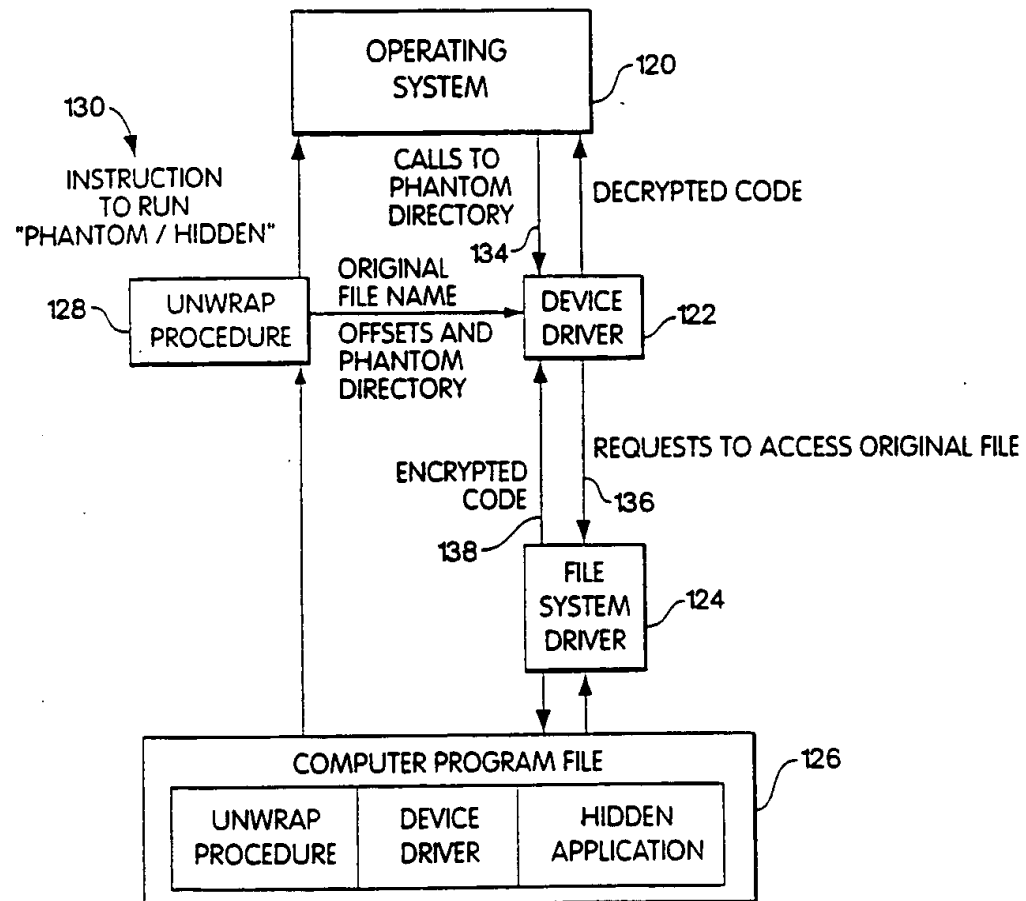 OPERATING
SYSTEM
120
130
INSTRUCTION
TO RUN
"PHANTOM / HIDDEN"
CALLS TO
PHANTOM
DIRECTORY
134
DECRYPTED CODE
128
UNWRAP
PROCEDURE
ORIGINAL
FILE NAME
OFFSETS AND
PHANTOM
DIRECTORY
DEVICE
DRIVER
122
ENCRYPTED
CODE
138
REQUESTS TO ACCESS ORIGINAL FILE
136
FILE
SYSTEM
DRIVER
124
COMPUTER PROGRAM FILE
126
UNWRAP
PROCEDURE
DEVICE
DRIVER
HIDDEN
APPLICATION